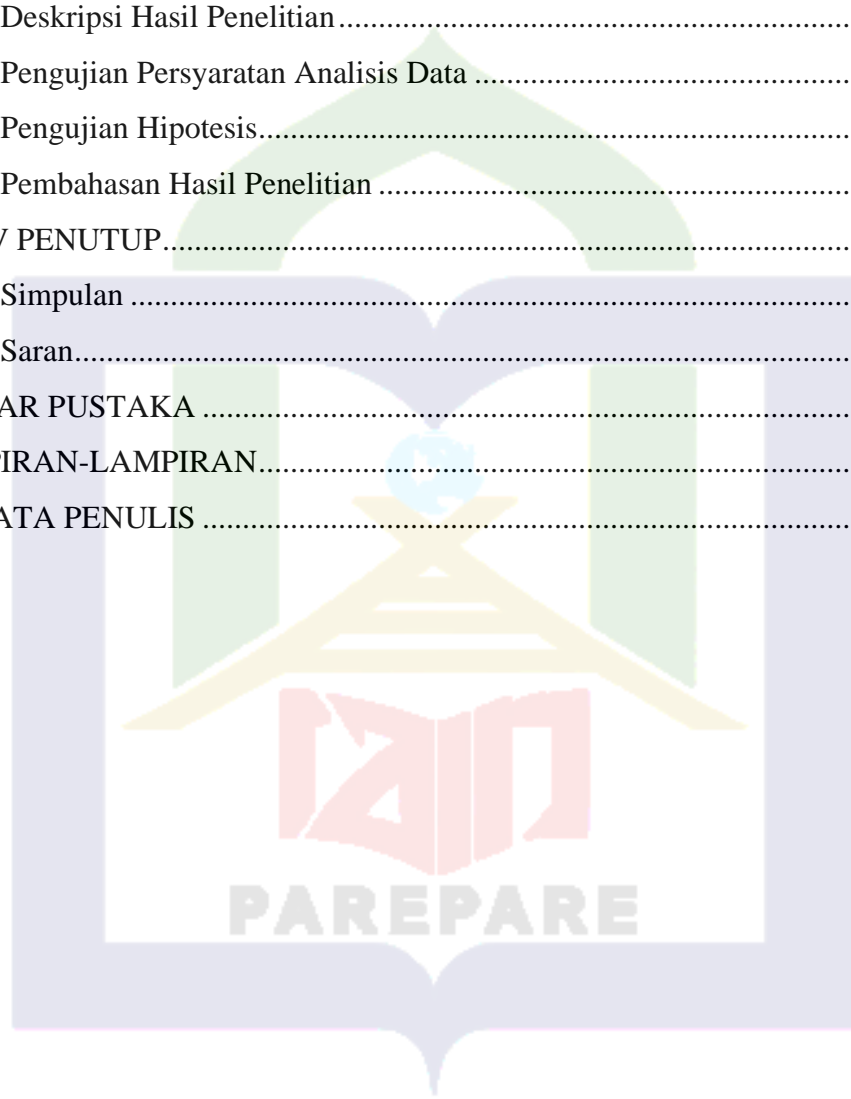 Deskripsi Hasil Penelitian......................................................................
Pengujian Persyaratan Analisis Data ....................................................
Pengujian Hipotesis................................................................................
Pembahasan Hasil Penelitian .................................................................
V PENUTUP............................................................................................
Simpulan .................................................................................................
Saran........................................................................................................
AR PUSTAKA ........................................................................................
PIRAN-LAMPIRAN................................................................................
ATA PENULIS ........................................................................................
PAREPARE